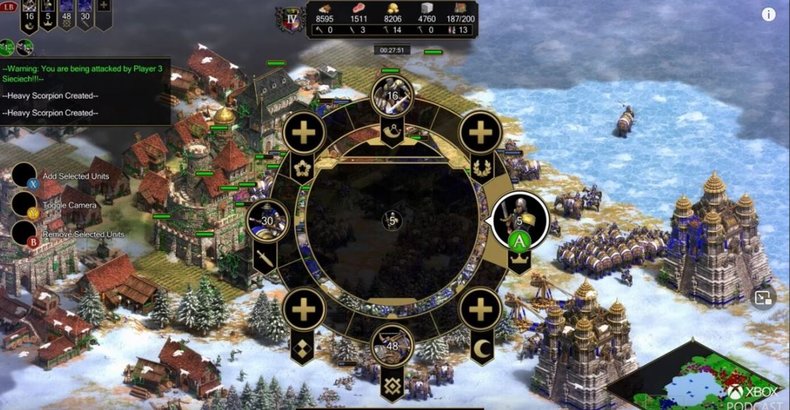 LB
16 5 48 30
IV
8595 1511 8206 4760 187/200
0 3 14 0 13
00:27:51
--Warning: You are being attacked by Player 3
Sieciech!!!--
--Heavy Scorpion Created--
--Heavy Scorpion Created--
16
X Add Selected Units
Toggle Camera
B Remove Selected Units
30
5
A
48
XBOX
PODCAST